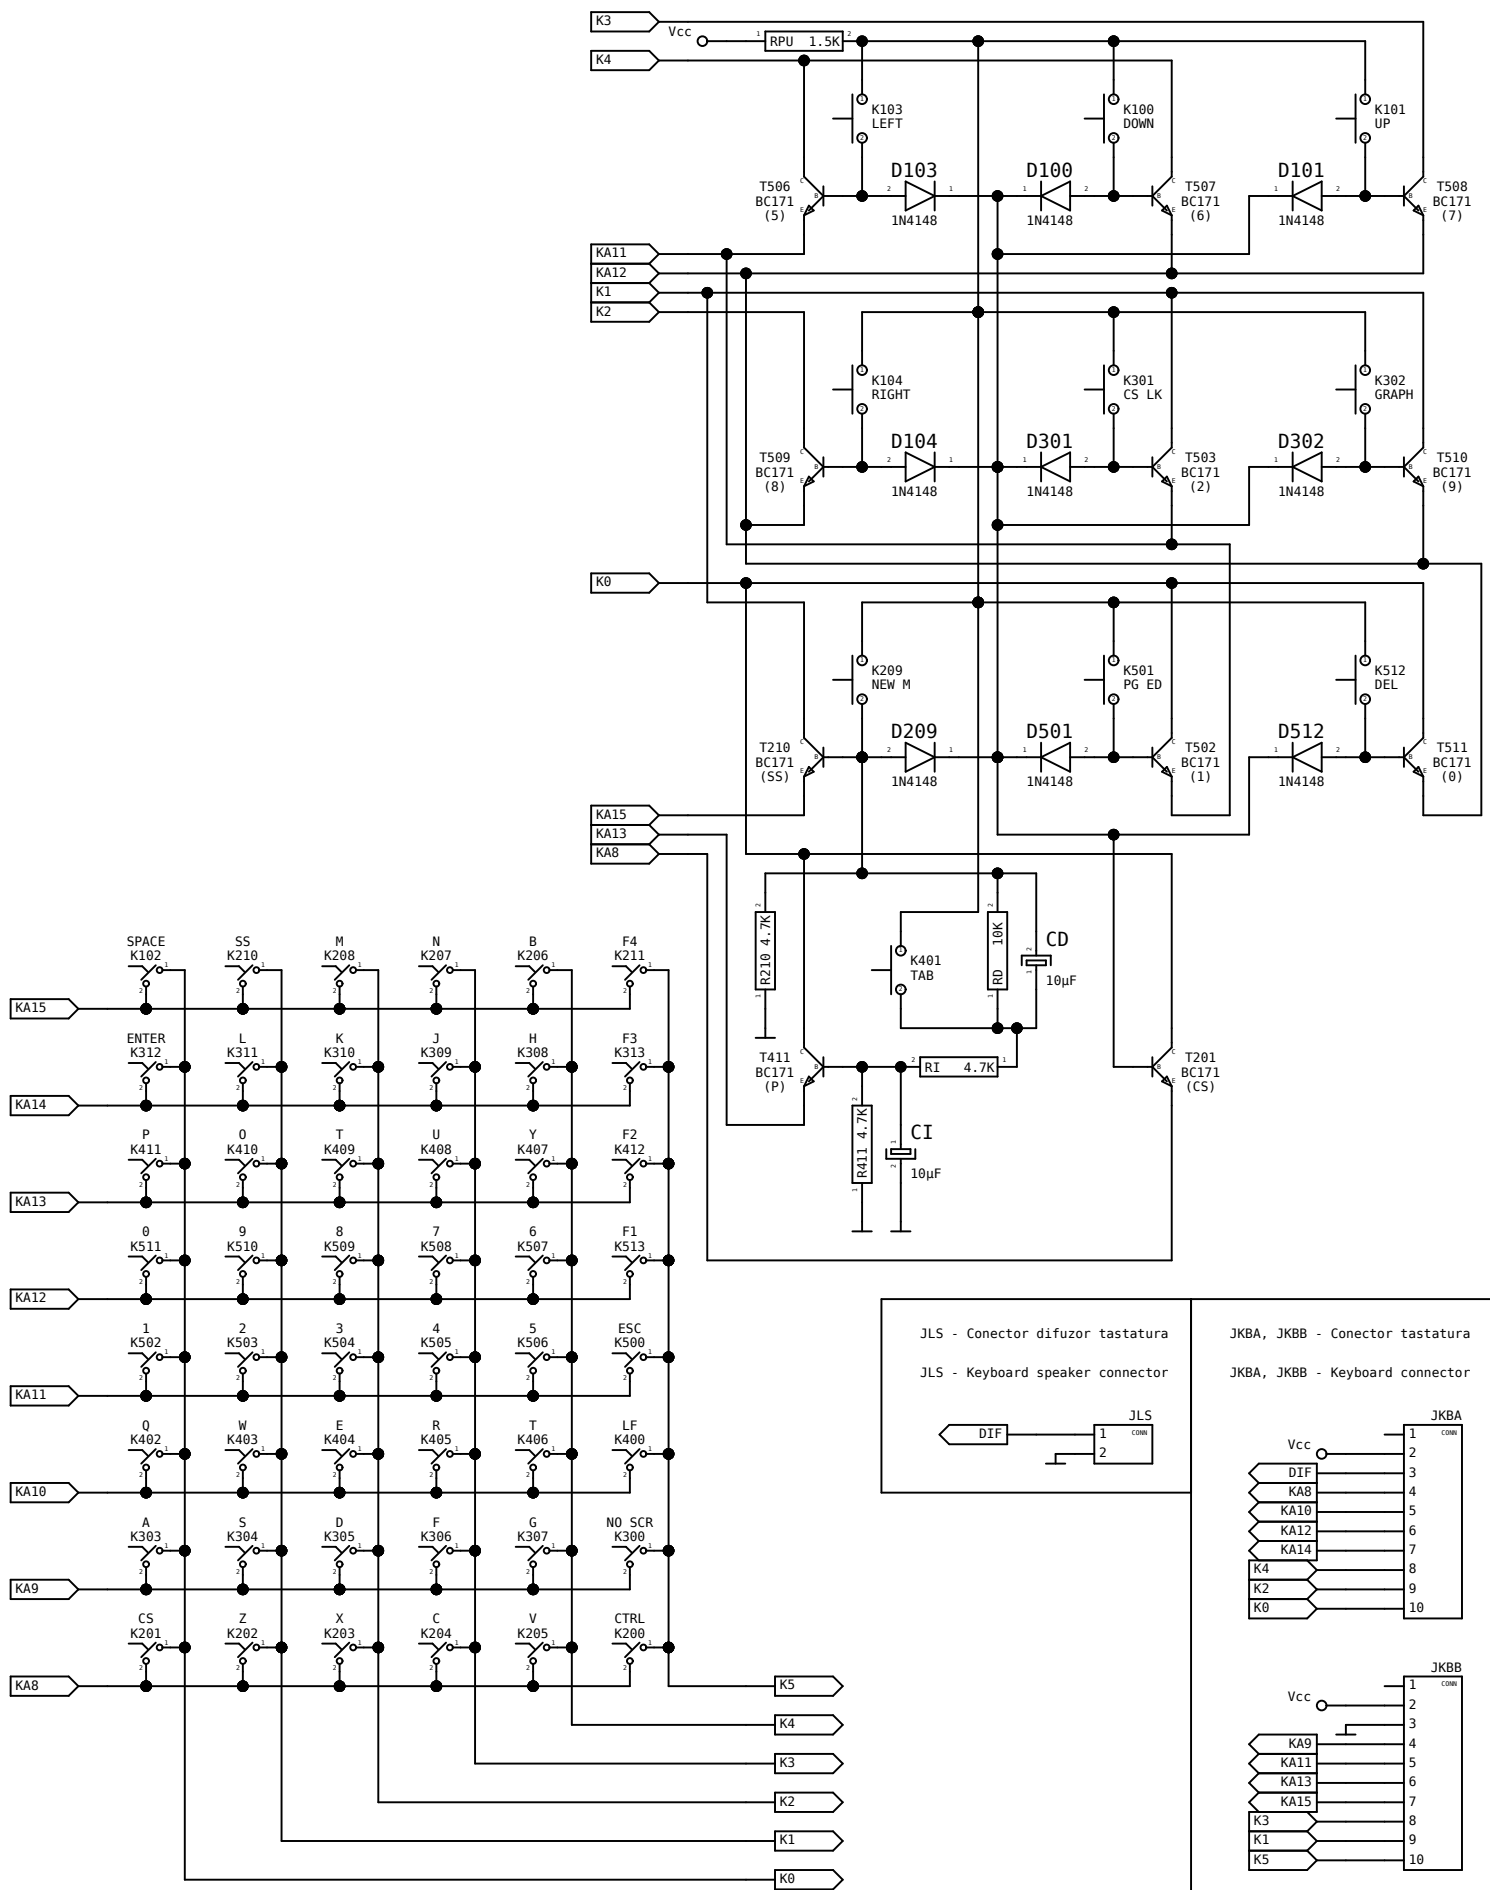 K3
Vcc
1 RPU 1.5K 2
K4
K103
LEFT
K100
DOWN
K101
UP
D103
D100
D101
T506
BC171
(5)
1N4148
1N4148
T507
BC171
(6)
1N4148
T508
BC171
(7)
KA11
KA12
K1
K2
K104
RIGHT
K301
CS LK
K302
GRAPH
D104
D301
D302
T509
BC171
(8)
1N4148
1N4148
T503
BC171
(2)
1N4148
T510
BC171
(9)
K0
K209
NEW M
K501
PG ED
K512
DEL
D209
D501
D512
T210
BC171
(SS)
1N4148
1N4148
T502
BC171
(1)
1N4148
T511
BC171
(0)
KA15
KA13
KA8
R210 4.7K
K401
TAB
RD 10K
CD
10µF
T411
BC171
(P)
RI 4.7K
T201
BC171
(CS)
R411 4.7K
CI
10µF
SPACE SS M N B F4
K102 K210 K208 K207 K206 K211
KA15
ENTER L K J H F3
K312 K311 K310 K309 K308 K313
KA14
P O T U Y F2
K411 K410 K409 K408 K407 K412
KA13
0 9 8 7 6 F1
K511 K510 K509 K508 K507 K513
KA12
1 2 3 4 5 ESC
K502 K503 K504 K505 K506 K500
KA11
Q W E R T LF
K402 K403 K404 K405 K406 K400
KA10
A S D F G NO SCR
K303 K304 K305 K306 K307 K300
KA9
CS Z X C V CTRL
K201 K202 K203 K204 K205 K200
KA8
K5
K4
K3
K2
K1
K0
JLS - Conector difuzor tastatura
JLS - Keyboard speaker connector
JLS
DIF 1 CONN
2
JKBA, JKBB - Conector tastatura
JKBA, JKBB - Keyboard connector
JKBA
1 CONN
Vcc 2
DIF 3
KA8 4
KA10 5
KA12 6
KA14 7
K4 8
K2 9
K0 10
JKBB
1 CONN
Vcc 2
3
KA9 4
KA11 5
KA13 6
KA15 7
K3 8
K1 9
K5 10